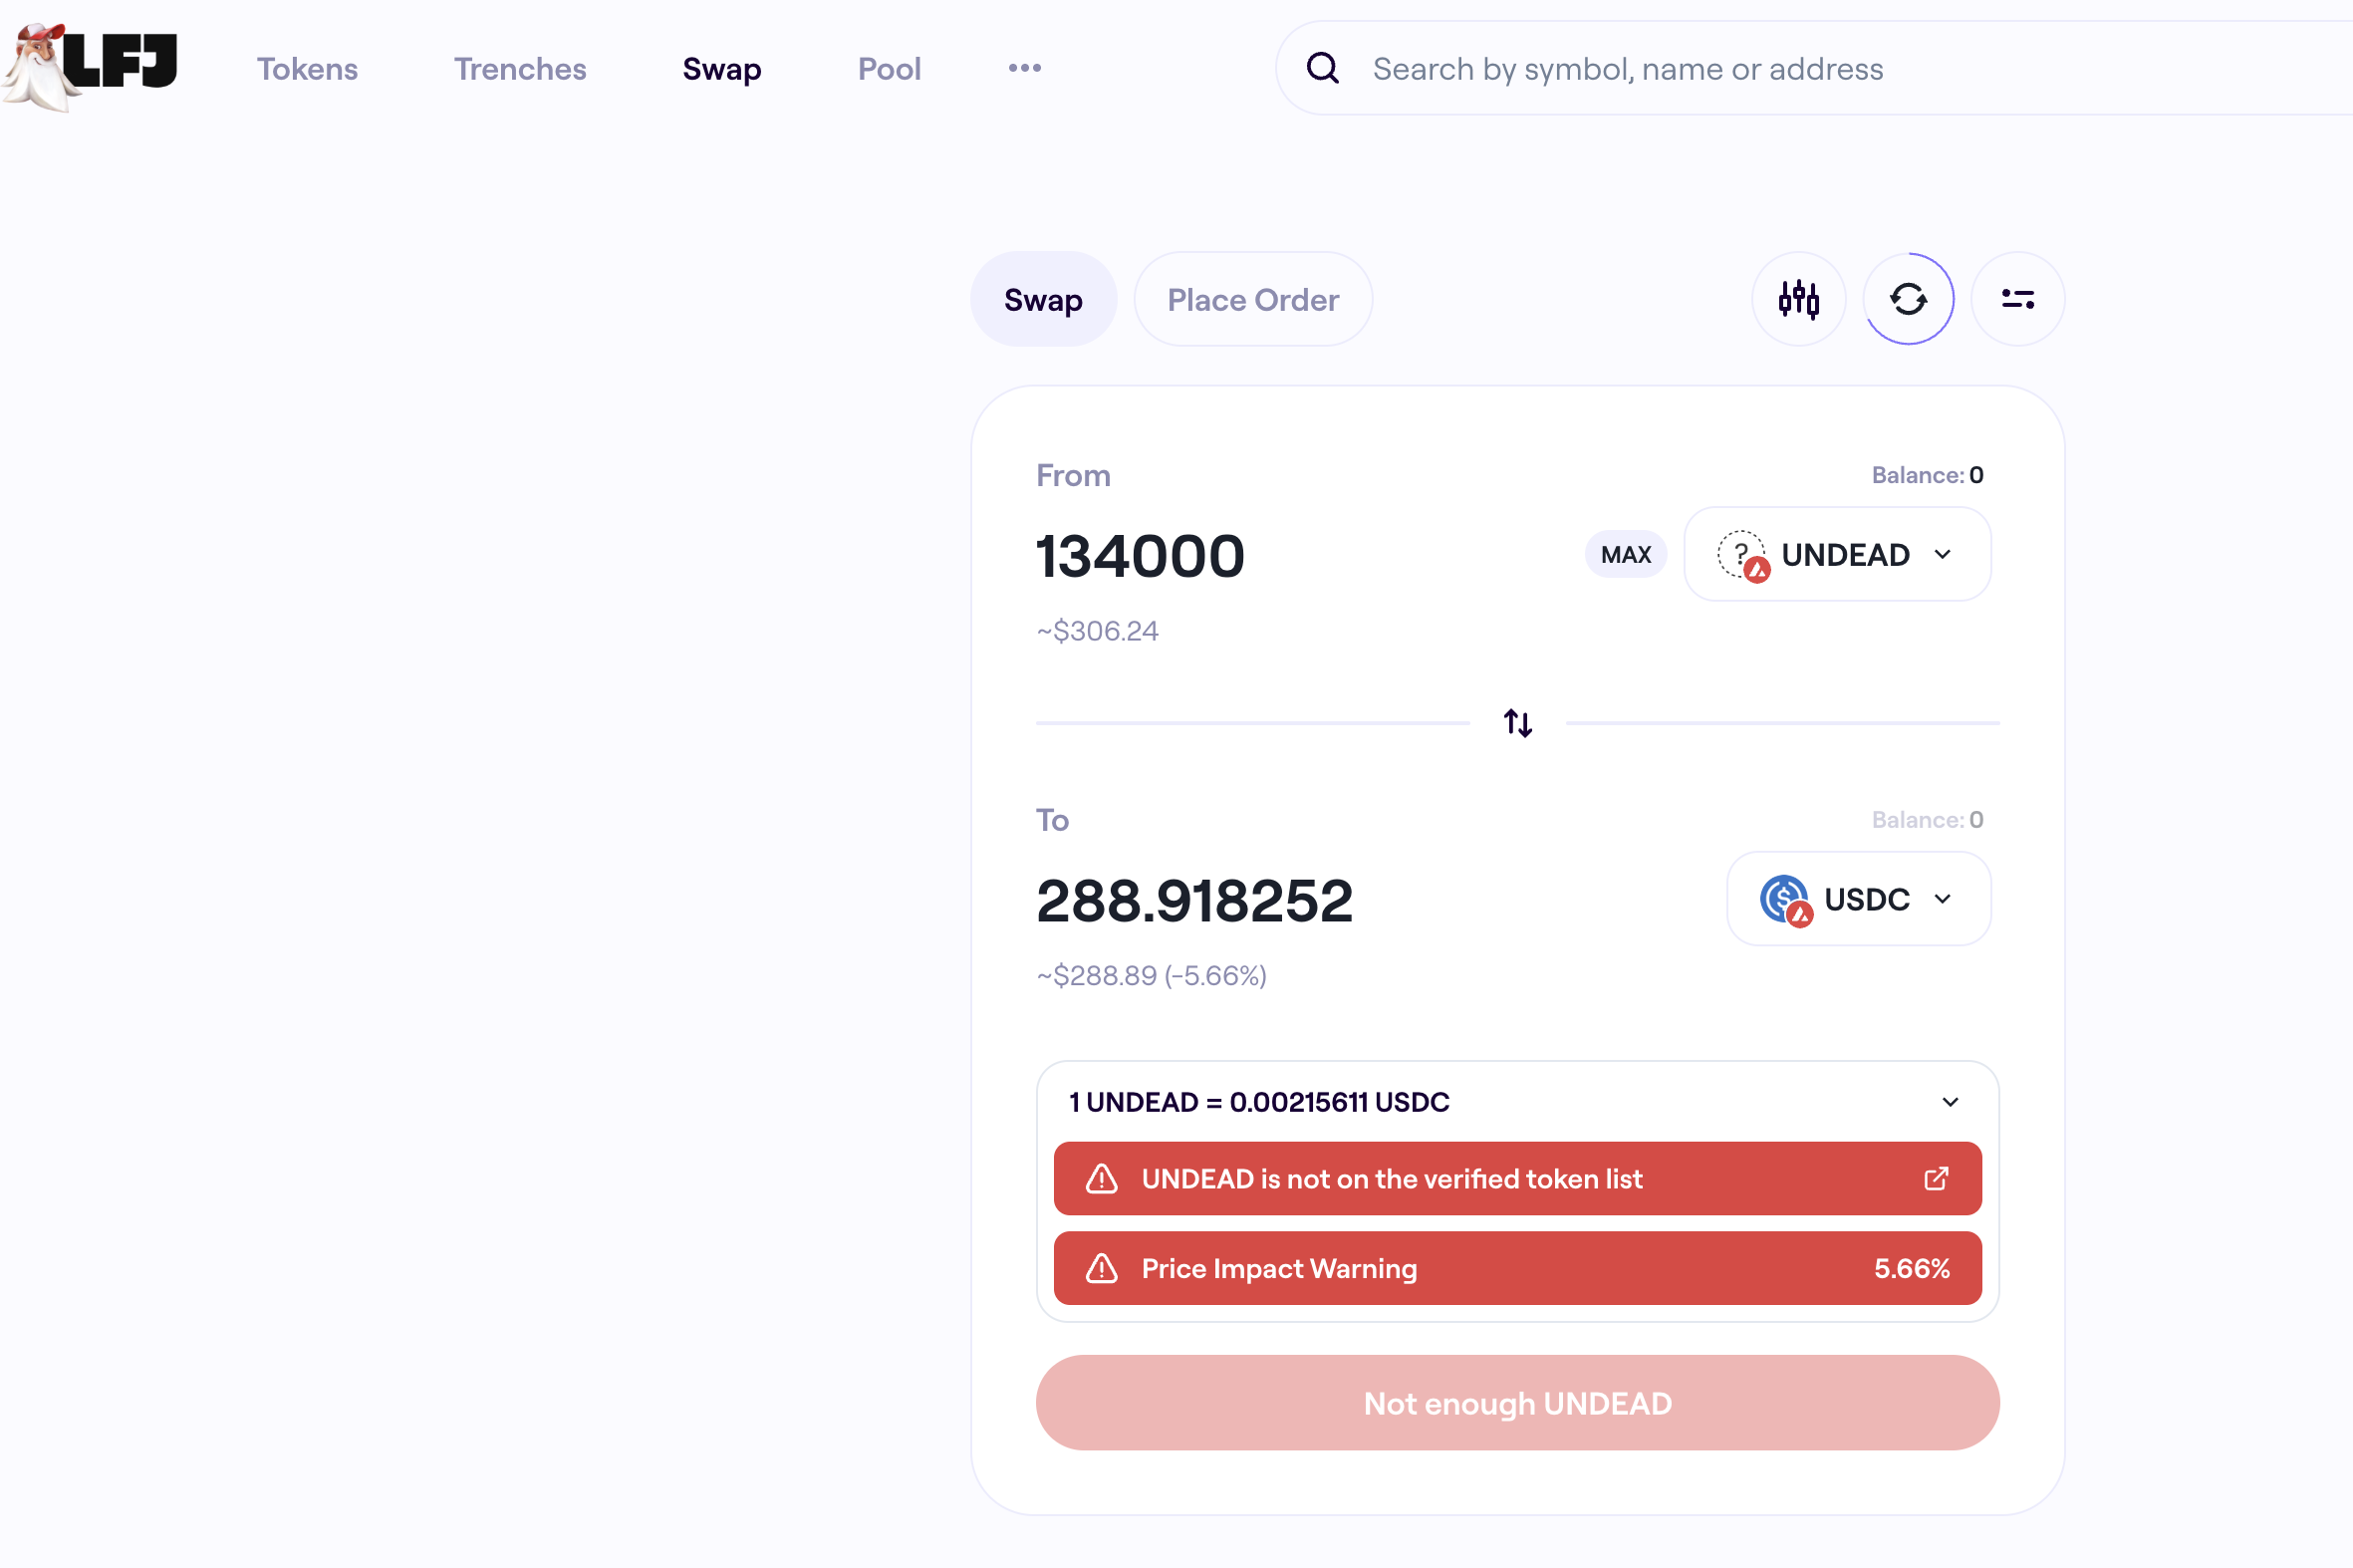 LFJ Tokens Trenches Swap Pool ••• Search by symbol, name or address
Swap Place Order
From Balance: 0
134000 MAX ? UNDEAD
~$306.24
To Balance: 0
288.918252 USDC
~$288.89 (-5.66%)
1 UNDEAD = 0.00215611 USDC
UNDEAD is not on the verified token list
Price Impact Warning 5.66%
Not enough UNDEAD